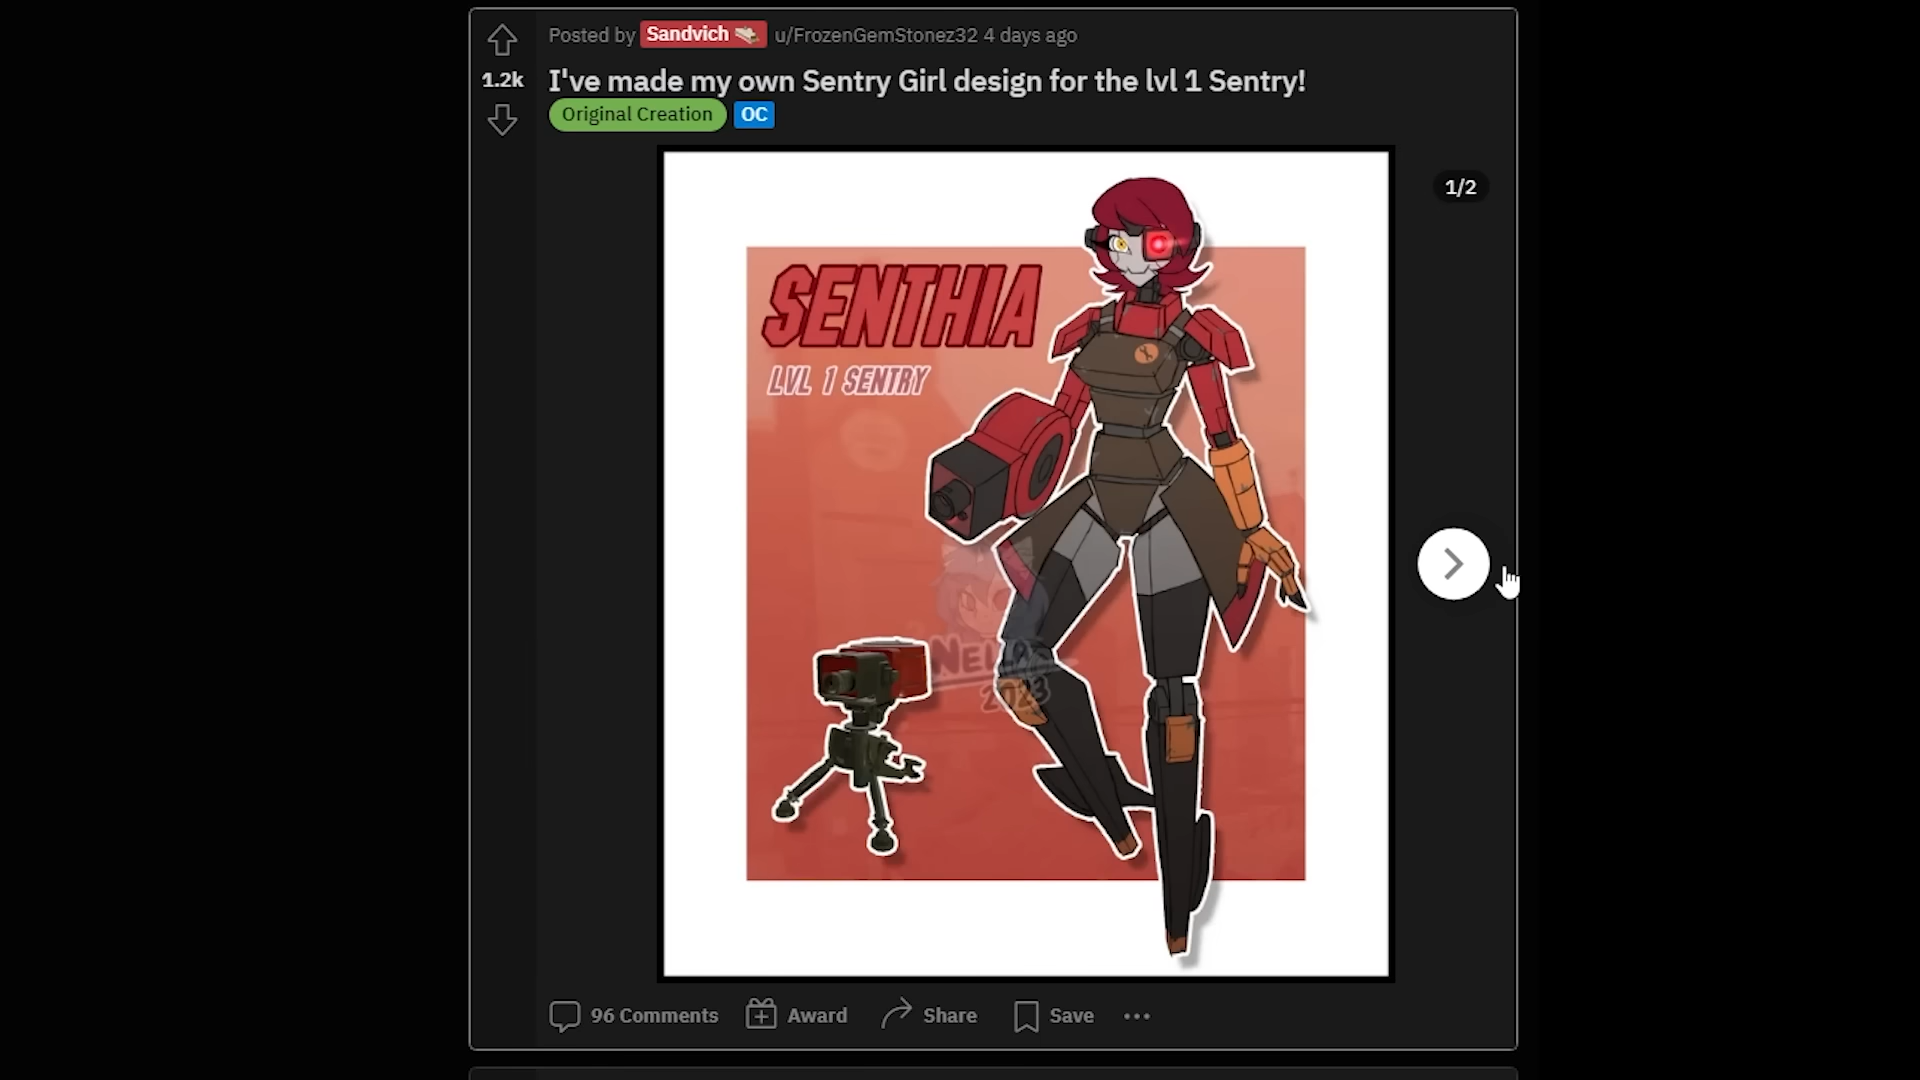 Posted by Sandvich u/FrozenGemStonez32 4 days ago
1.2k
I've made my own Sentry Girl design for the lvl 1 Sentry!
Original Creation OC
1/2
SENTHIA
LVL 1 SENTRY
2023
96 Comments Award Share Save